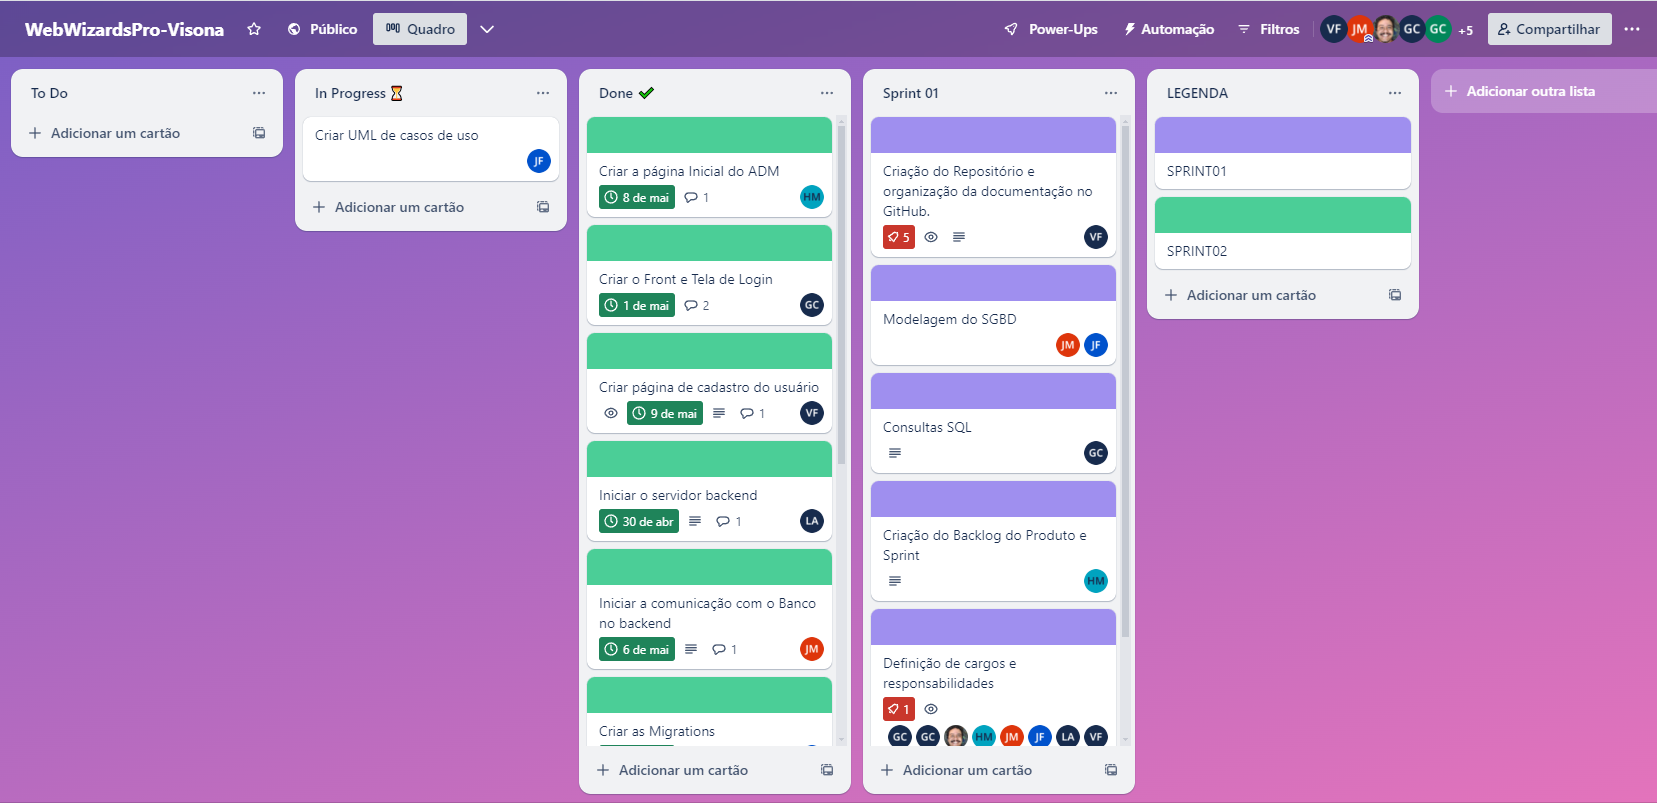 WebWizardsPro-Visona
Público
Quadro
Power-Ups
Automação
Filtros
VF
JM
GC
GC
+5
Compartilhar
To Do
Adicionar um cartão
In Progress
Criar UML de casos de uso
JF
Adicionar um cartão
Done
Criar a página Inicial do ADM
8 de mai 1 HM
Criar o Front e Tela de Login
1 de mai 2 GC
Criar página de cadastro do usuário
9 de mai 1 VF
Iniciar o servidor backend
30 de abr 1 LA
Iniciar a comunicação com o Banco
no backend
6 de mai 1 JM
Criar as Migrations
Adicionar um cartão
Sprint 01
Criação do Repositório e
organização da documentação no
GitHub.
5 VF
Modelagem do SGBD
JM JF
Consultas SQL
GC
Criação do Backlog do Produto e
Sprint
HM
Definição de cargos e
responsabilidades
1
GC GC HM JM JF LA VF
Adicionar um cartão
LEGENDA
SPRINT01
SPRINT02
Adicionar um cartão
Adicionar outra lista